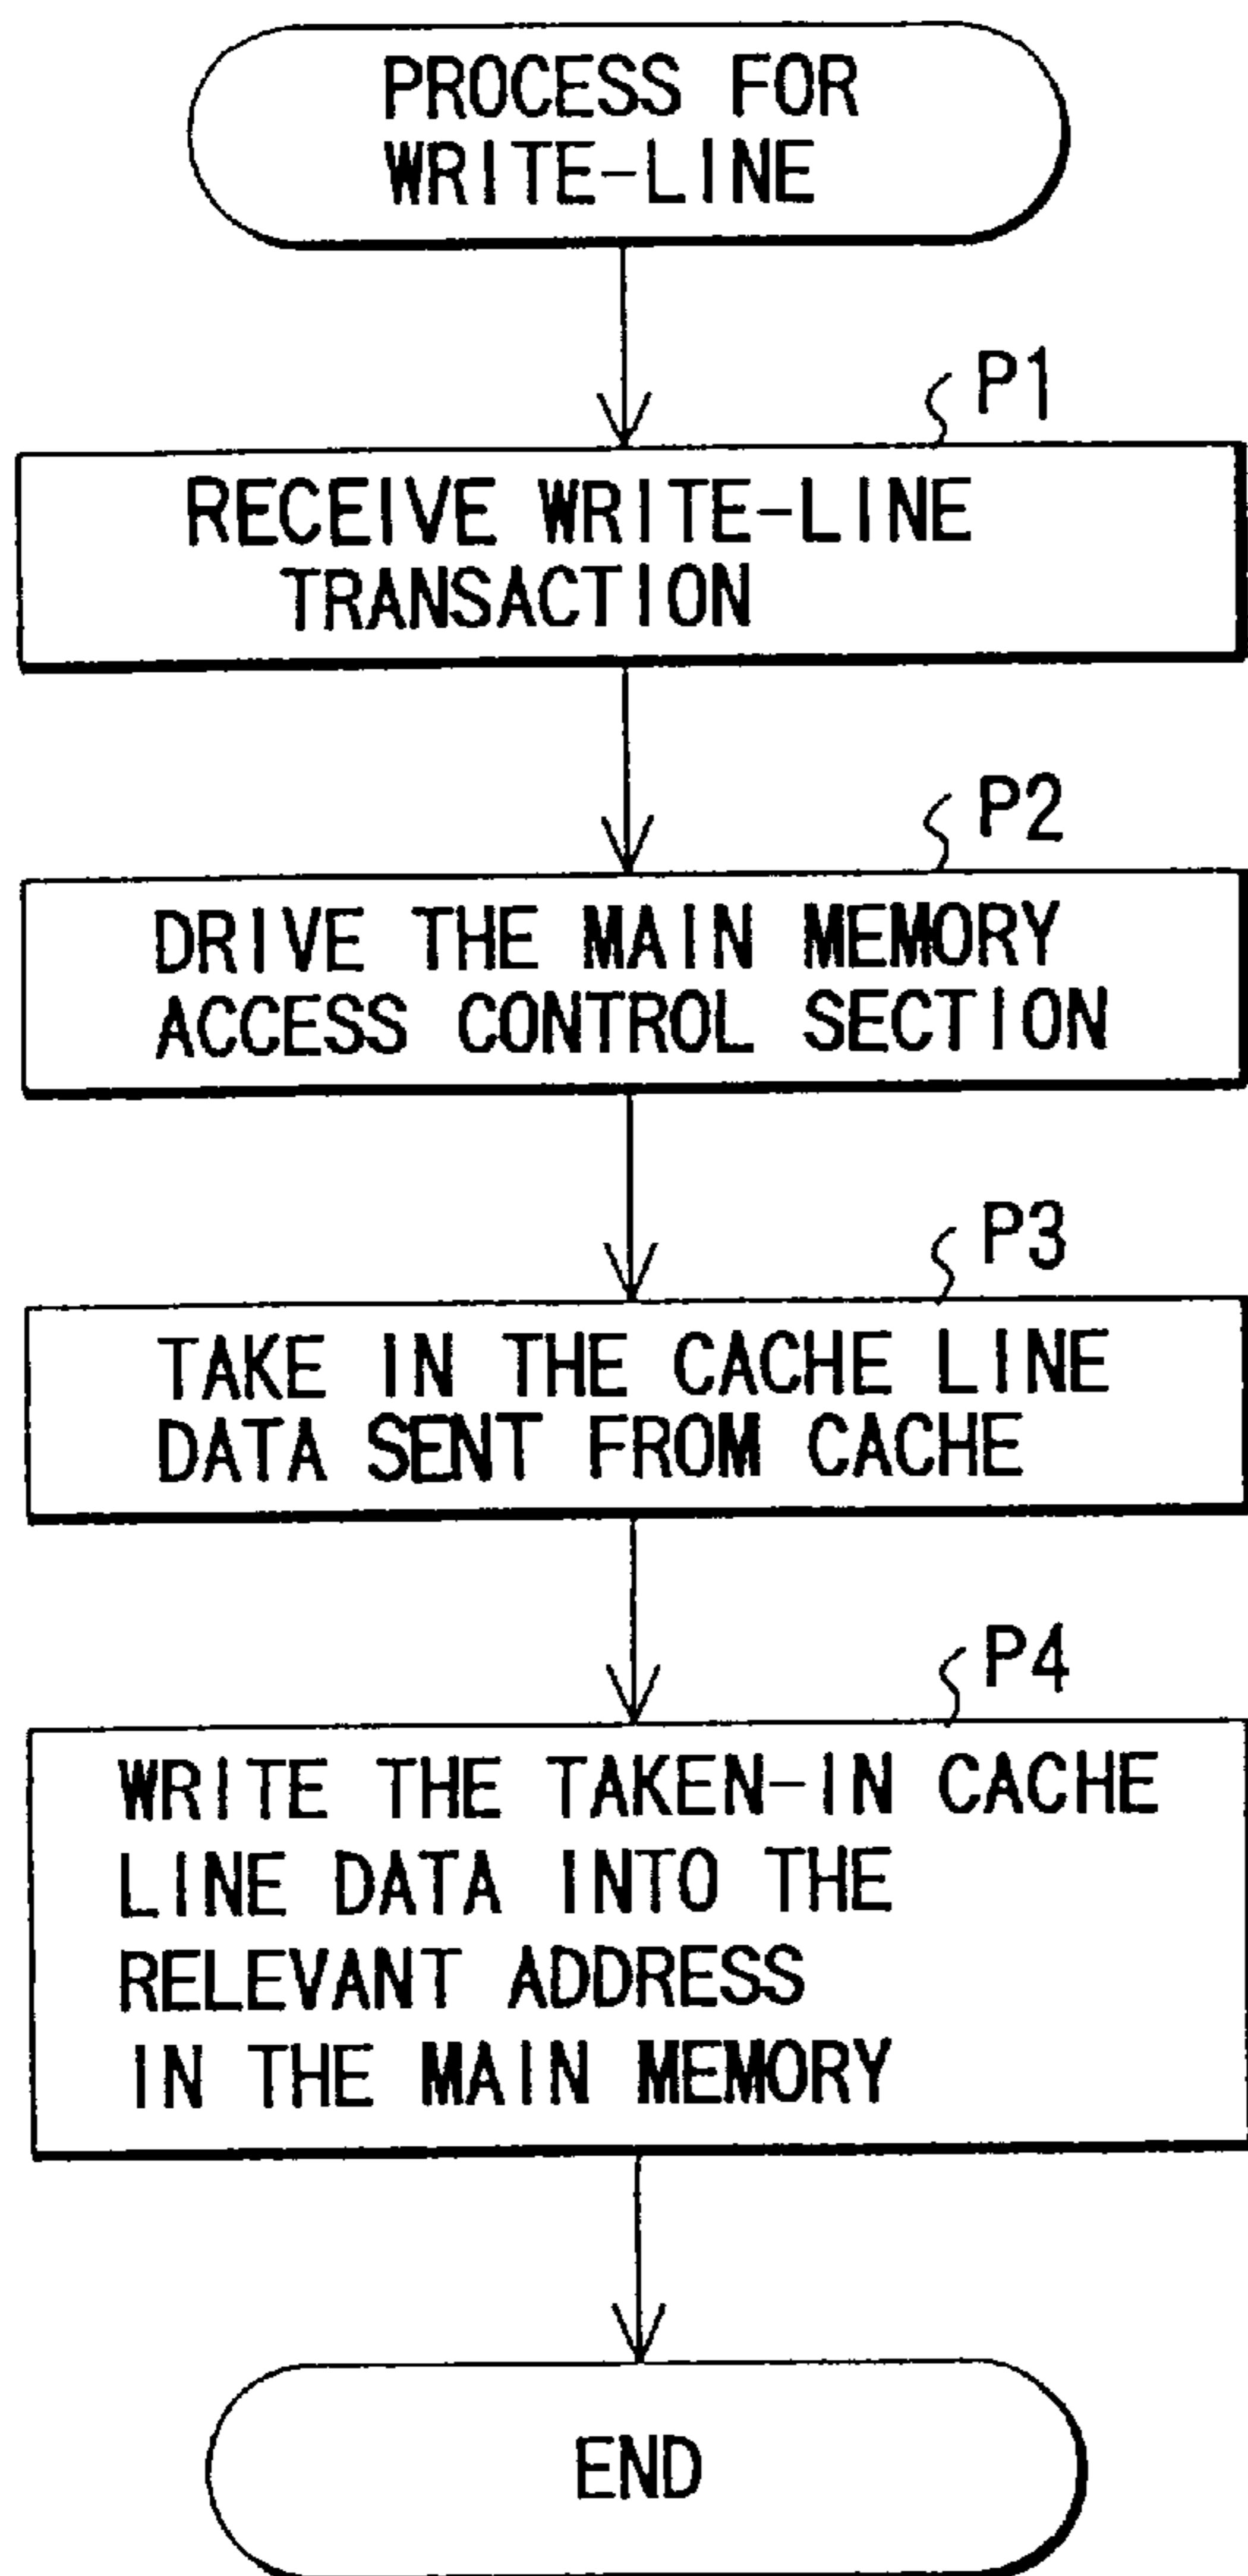 PROCESS FOR
WRITE-LINE
P1
RECEIVE WRITE-LINE
TRANSACTION
P2
DRIVE THE MAIN MEMORY
ACCESS CONTROL SECTION
P3
TAKE IN THE CACHE LINE
DATA SENT FROM CACHE
P4
WRITE THE TAKEN-IN CACHE
LINE DATA INTO THE
RELEVANT ADDRESS
IN THE MAIN MEMORY
END